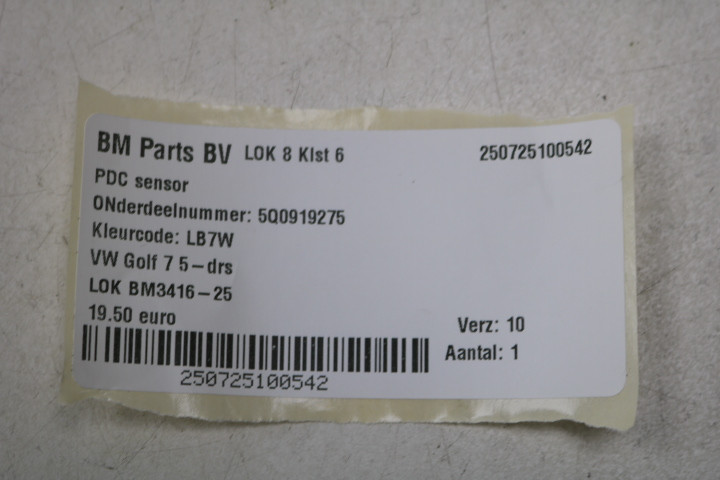 BM Parts BV LOK 8 Klst 6 250725100542
PDC sensor
ONderdeelnummer: 5Q0919275
Kleurcode: LB7W
VW Golf 7 5-drs
LOK BM3416-25
19.50 euro
Verz: 10
Aantal: 1
250725100542